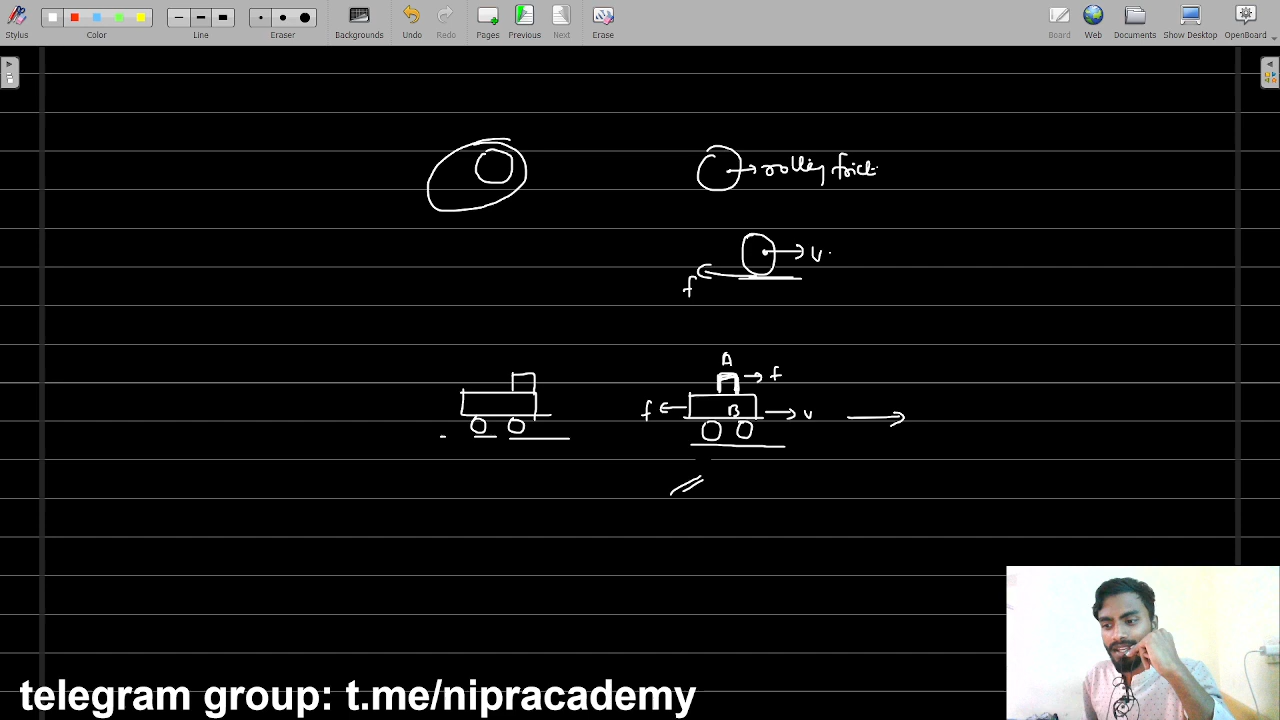 Stylus
Color
Line
Eraser
Backgrounds
Undo
Redo
Pages
Previous
Next
Erase
Board
Web
Documents
Show Desktop
OpenBoard
rolling frict
v
f
A
f
f
B
v
telegram group: t.me/nipracademy